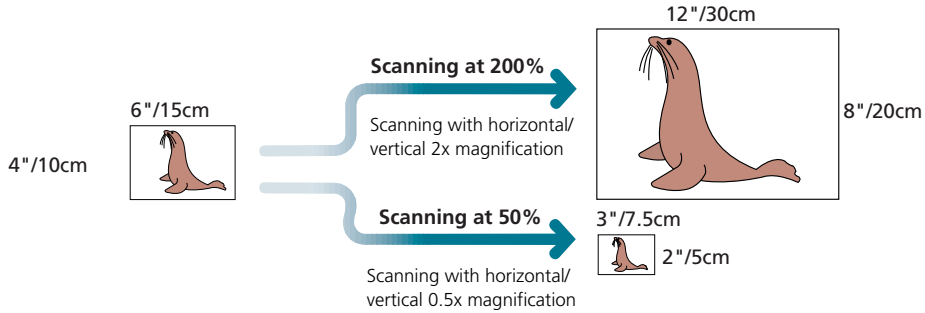 6"/15cm
4"/10cm
Scanning at 200%
Scanning with horizontal/
vertical 2x magnification
12"/30cm
8"/20cm
Scanning at 50%
Scanning with horizontal/
vertical 0.5x magnification
3"/7.5cm
2"/5cm